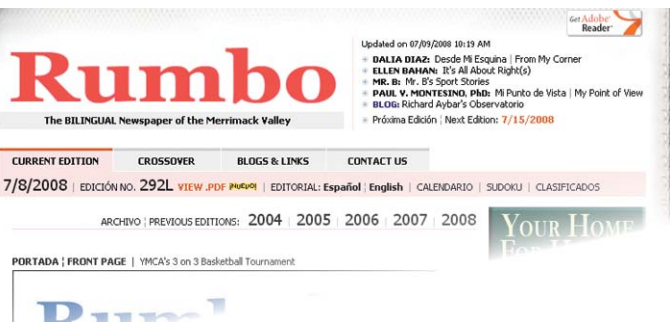 Get Adobe
Reader
Updated on 07/09/2008 10:19 AM
Rumbo
The BILINGUAL Newspaper of the Merrimack Valley
DALIA DIAZ: Desde Mi Esquina | From My Corner
ELLEN BAHAN: It's All About Right(s)
MR. B: Mr. B's Sport Stories
PAUL V. MONTESINO, PhD: Mi Punto de Vista | My Point of View
BLOG: Richard Aybar's Observatorio
Próxima Edición | Next Edition: 7/15/2008
CURRENT EDITION CROSSOVER BLOGS & LINKS CONTACT US
7/8/2008 | EDICIÓN NO. 292L VIEW .PDF ¡NUEVO! | EDITORIAL: Español | English | CALENDARIO | SUDOKU | CLASIFICADOS
ARCHIVO | PREVIOUS EDITIONS: 2004 | 2005 | 2006 | 2007 | 2008
YOUR HOME
PORTADA | FRONT PAGE | YMCA's 3 on 3 Basketball Tournament
Rumbo